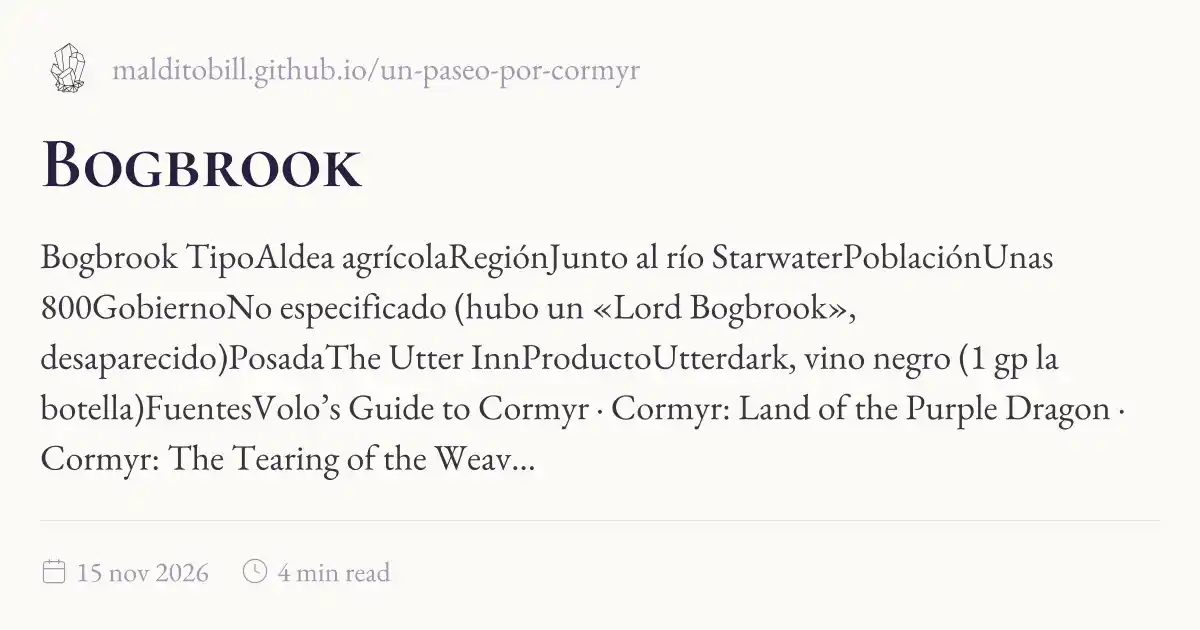 malditobill.github.io/un-paseo-por-cormyr
Bogbrook
Bogbrook TipoAldea agrícolaRegiónJunto al río StarwaterPoblaciónUnas
800GobiernoNo especificado (hubo un «Lord Bogbrook»,
desaparecido)PosadaThe Utter InnProductoUtterdark, vino negro (1 gp la
botella)FuentesVolo’s Guide to Cormyr · Cormyr: Land of the Purple Dragon ·
Cormyr: The Tearing of the Weav...
15 nov 2026
4 min read